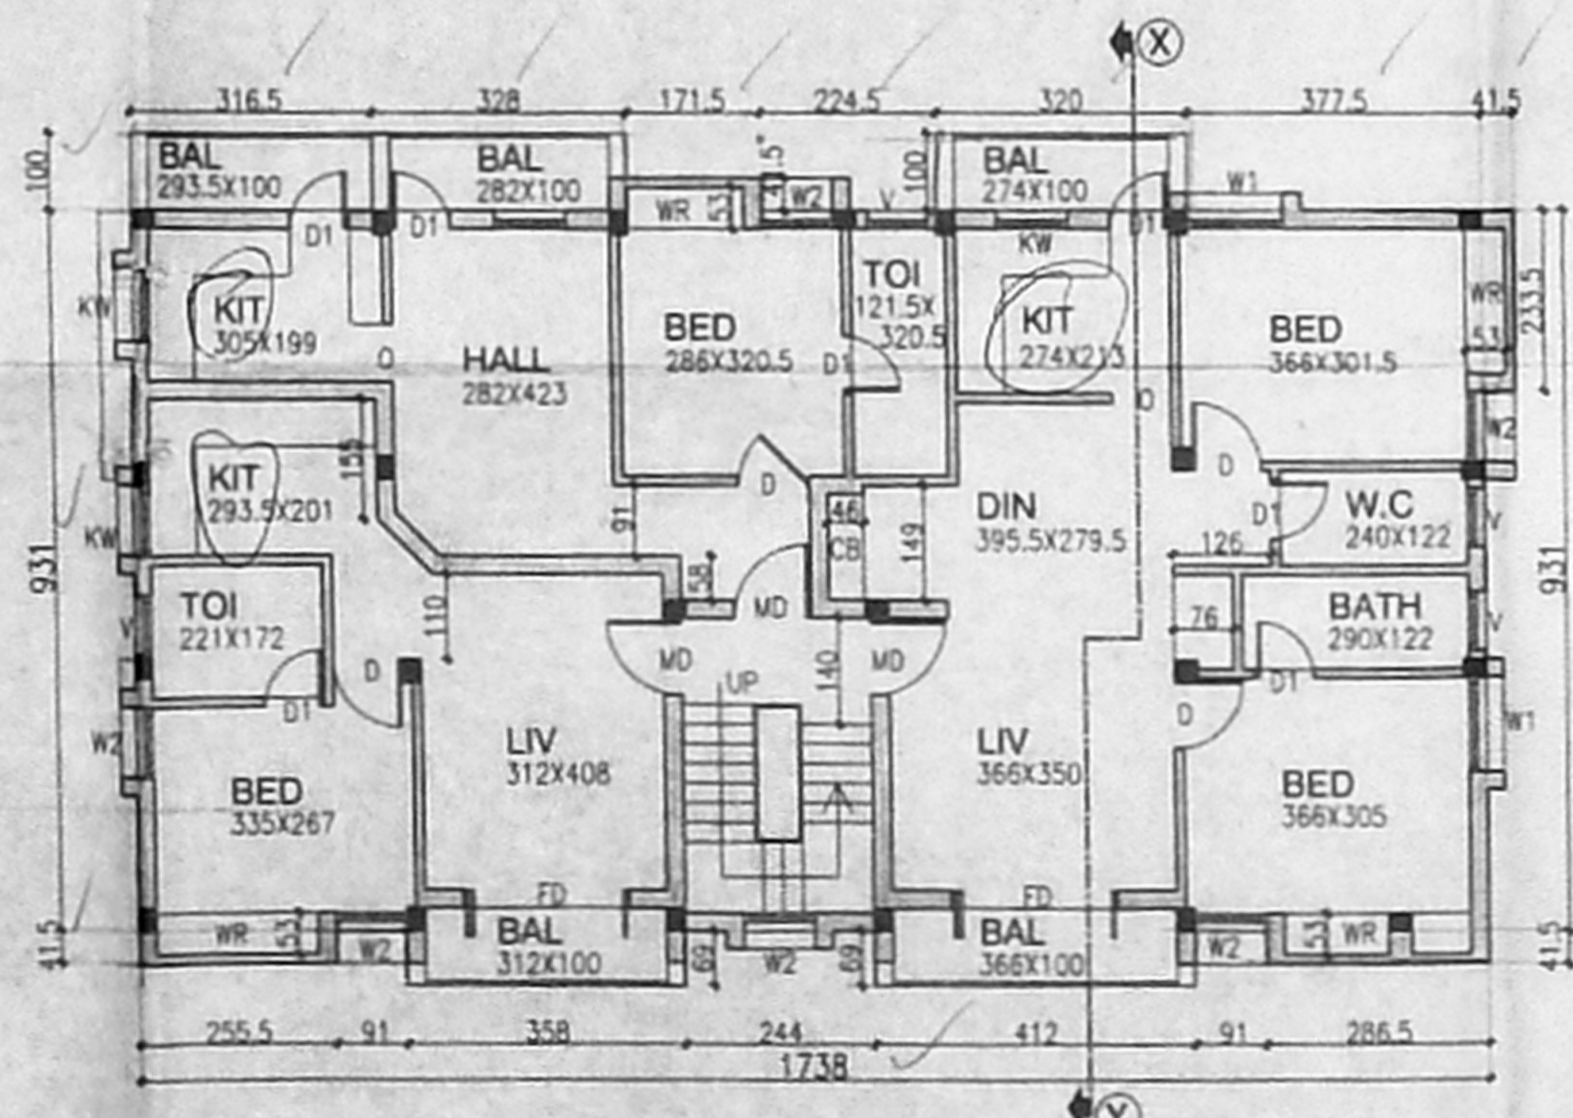 X
316.5 328 171.5 224.5 320 377.5 41.5
100
BAL
293.5X100
BAL
282X100
WR 53
41.5
W2
V
100
BAL
274X100
W1
D1
D1
KW
D1
KW
KIT
305X199
HALL
282X423
BED
286X320.5
TOI
121.5X
320.5
D1
KIT
274X213
BED
366X301.5
WR
53
233.5
O
O
W2
KIT
293.5X201
155
D
D
91
46
CB
149
DIN
395.5X279.5
D1
W.C
240X122
V
KW
126
931
931
TOI
221X172
V
110
58
MD
76
BATH
290X122
V
D
MD
MD
UP
140
D1
D1
D
W2
W1
LIV
312X408
LIV
366X350
BED
335X267
BED
366X305
FD
FD
WR
53
W2
BAL
312X100
69
W2
69
BAL
366X100
W2
53
WR
41.5
41.5
255.5 91 358 244 412 91 286.5
1738